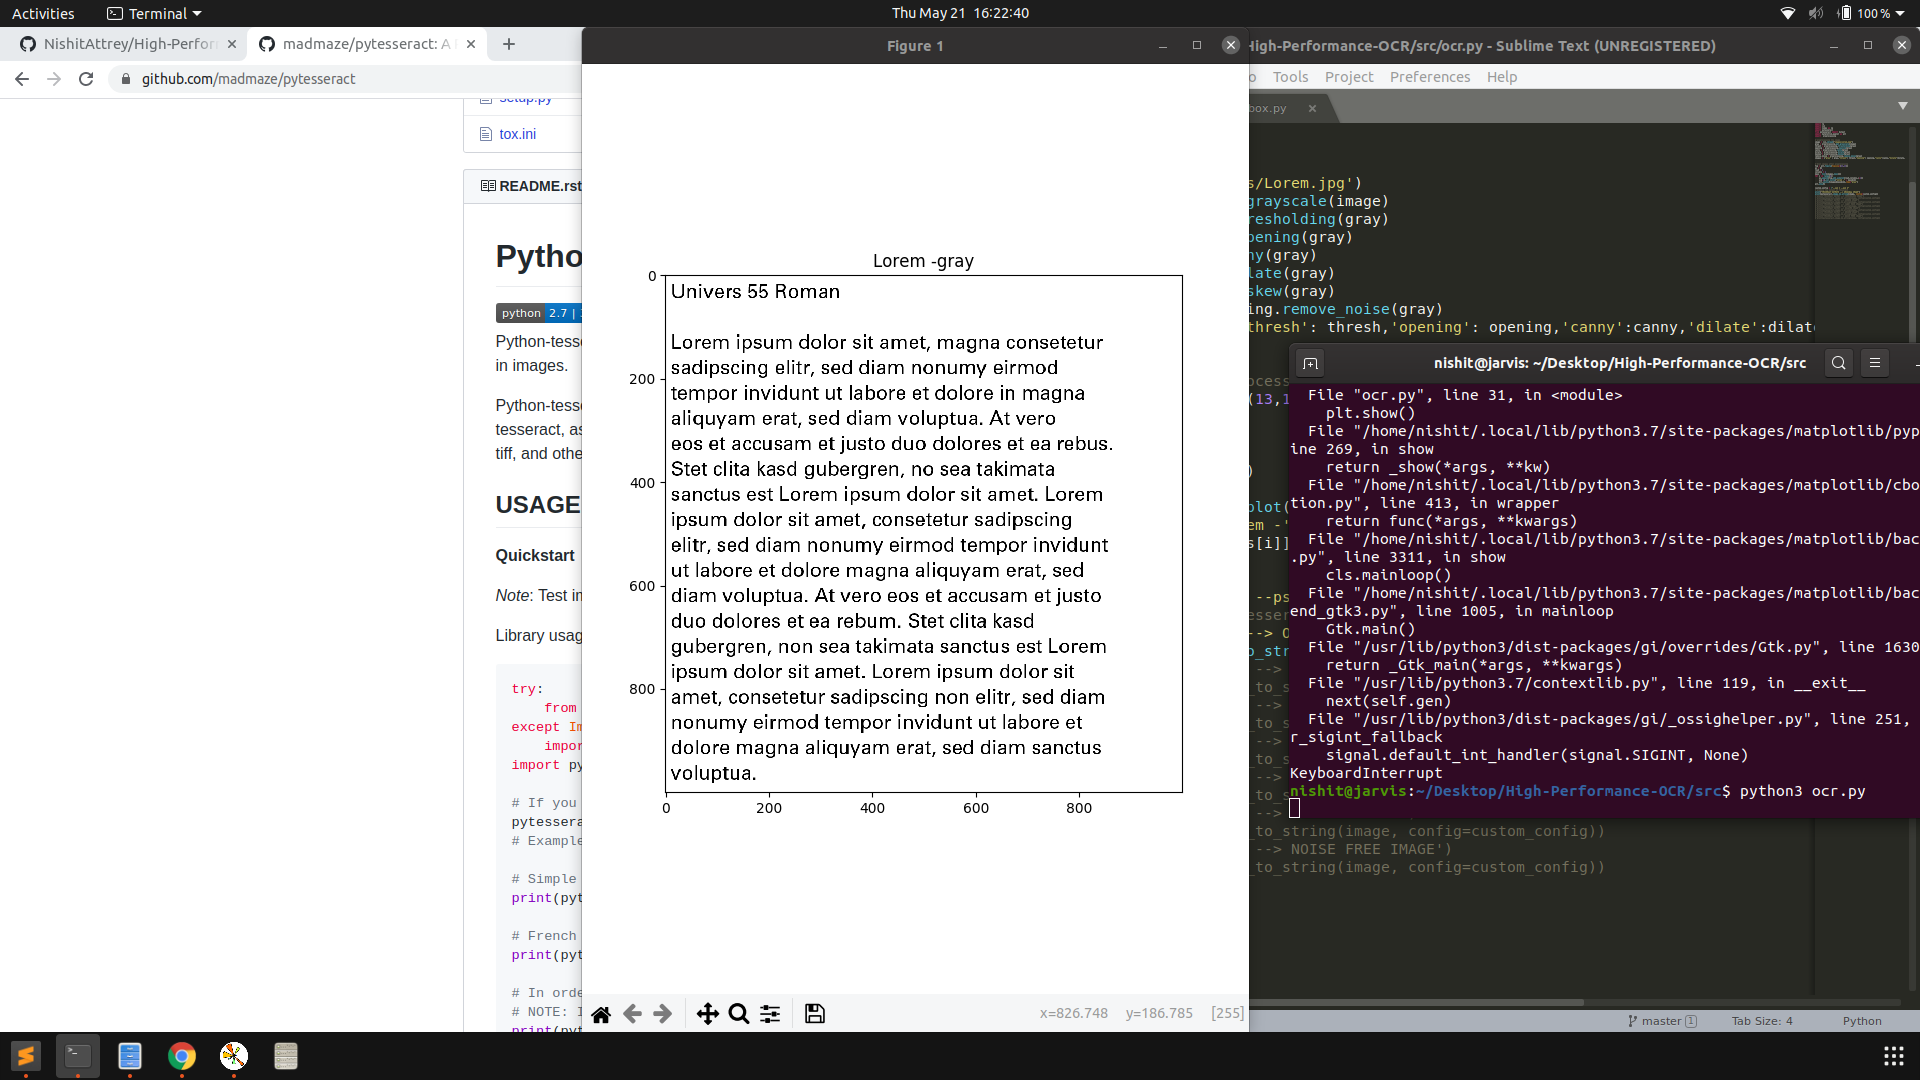 Activities
Terminal
Thu May 21 16:22:40
100 %
NishitAttrey/High-Perfor
madmaze/pytesseract: A
github.com/madmaze/pytesseract
setup.py
tox.ini
README.rst
Pytho
python 2.7 |
Python-tess
in images.
Python-tess
tesseract, as
tiff, and othe
USAGE
Quickstart
Note: Test in
Library usag
try:
from
except Im
impor
import py
# If you
pytessera
# Example
# Simple
print(pyt
# French
print(pyt
# In orde
# NOTE: I
print(pyt
Figure 1
Lorem -gray
0
200
400
600
800
Univers 55 Roman
Lorem ipsum dolor sit amet, magna consetetur
sadipscing elitr, sed diam nonumy eirmod
tempor invidunt ut labore et dolore in magna
aliquyam erat, sed diam voluptua. At vero
eos et accusam et justo duo dolores et ea rebus.
Stet clita kasd gubergren, no sea takimata
sanctus est Lorem ipsum dolor sit amet. Lorem
ipsum dolor sit amet, consetetur sadipscing
elitr, sed diam nonumy eirmod tempor invidunt
ut labore et dolore magna aliquyam erat, sed
diam voluptua. At vero eos et accusam et justo
duo dolores et ea rebum. Stet clita kasd
gubergren, non sea takimata sanctus est Lorem
ipsum dolor sit amet. Lorem ipsum dolor sit
amet, consetetur sadipscing non elitr, sed diam
nonumy eirmod tempor invidunt ut labore et
dolore magna aliquyam erat, sed diam sanctus
voluptua.
0 200 400 600 800
x=826.748 y=186.785 [255]
High-Performance-OCR/src/ocr.py - Sublime Text (UNREGISTERED)
Tools Project Preferences Help
box.py
s/Lorem.jpg')
grayscale(image)
resholding(gray)
pening(gray)
ny(gray)
late(gray)
skew(gray)
ing.remove_noise(gray)
thresh': thresh,'opening': opening,'canny':canny,'dilate':dilat
ocess
(13,1
)
plot(
em -'
s[i]]
--ps
esser
--> O
o_str
-->
_to_s
-->
_to_s
-->
_to_s
-->
_to_s
-->
_to_string(image, config=custom_config))
--> NOISE FREE IMAGE')
_to_string(image, config=custom_config))
nishit@jarvis: ~/Desktop/High-Performance-OCR/src
File "ocr.py", line 31, in <module>
plt.show()
File "/home/nishit/.local/lib/python3.7/site-packages/matplotlib/pyp
ine 269, in show
return _show(*args, **kw)
File "/home/nishit/.local/lib/python3.7/site-packages/matplotlib/cbo
tion.py", line 413, in wrapper
return func(*args, **kwargs)
File "/home/nishit/.local/lib/python3.7/site-packages/matplotlib/bac
.py", line 3311, in show
cls.mainloop()
File "/home/nishit/.local/lib/python3.7/site-packages/matplotlib/bac
end_gtk3.py", line 1005, in mainloop
Gtk.main()
File "/usr/lib/python3/dist-packages/gi/overrides/Gtk.py", line 1630
return _Gtk_main(*args, **kwargs)
File "/usr/lib/python3.7/contextlib.py", line 119, in __exit__
next(self.gen)
File "/usr/lib/python3/dist-packages/gi/_ossighelper.py", line 251,
r_sigint_fallback
signal.default_int_handler(signal.SIGINT, None)
KeyboardInterrupt
nishit@jarvis:~/Desktop/High-Performance-OCR/src$ python3 ocr.py
master 1
Tab Size: 4
Python